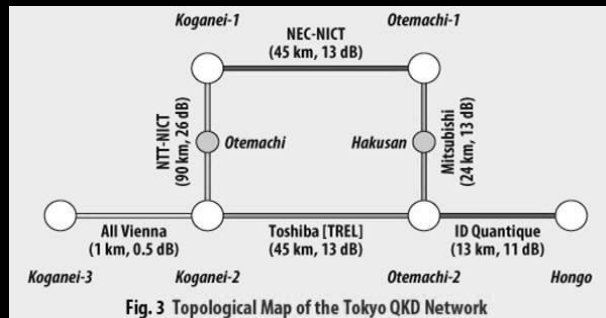 Koganei-1
Otemachi-1
NEC-NICT
(45 km, 13 dB)
NTT-NICT
(90 km, 26 dB)
Otemachi
Hakusan
Mitsubishi
(24 km, 13 dB)
All Vienna
(1 km, 0.5 dB)
Toshiba [TREL]
(45 km, 13 dB)
ID Quantique
(13 km, 11 dB)
Koganei-3
Koganei-2
Otemachi-2
Hongo
Fig. 3 Topological Map of the Tokyo QKD Network